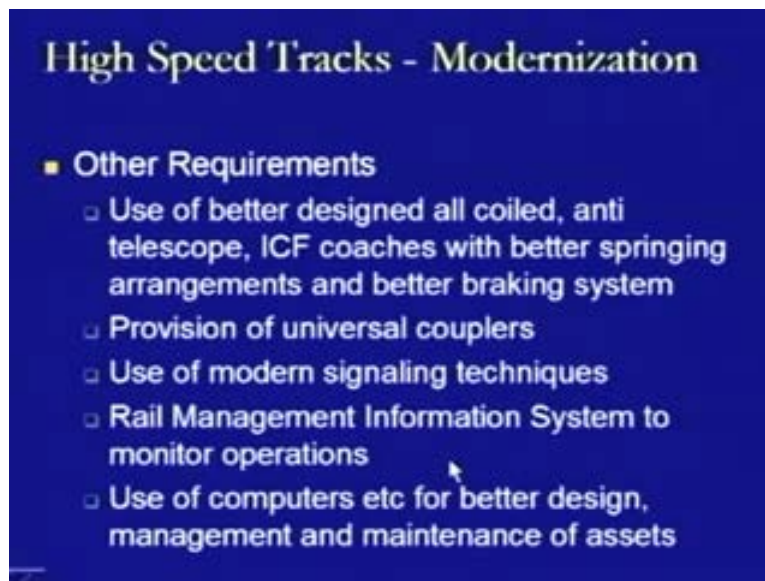 High Speed Tracks - Modernization
Other Requirements
Use of better designed all coiled, anti
telescope, ICF coaches with better springing
arrangements and better braking system
Provision of universal couplers
Use of modern signaling techniques
Rail Management Information System to
monitor operations
Use of computers etc for better design,
management and maintenance of assets